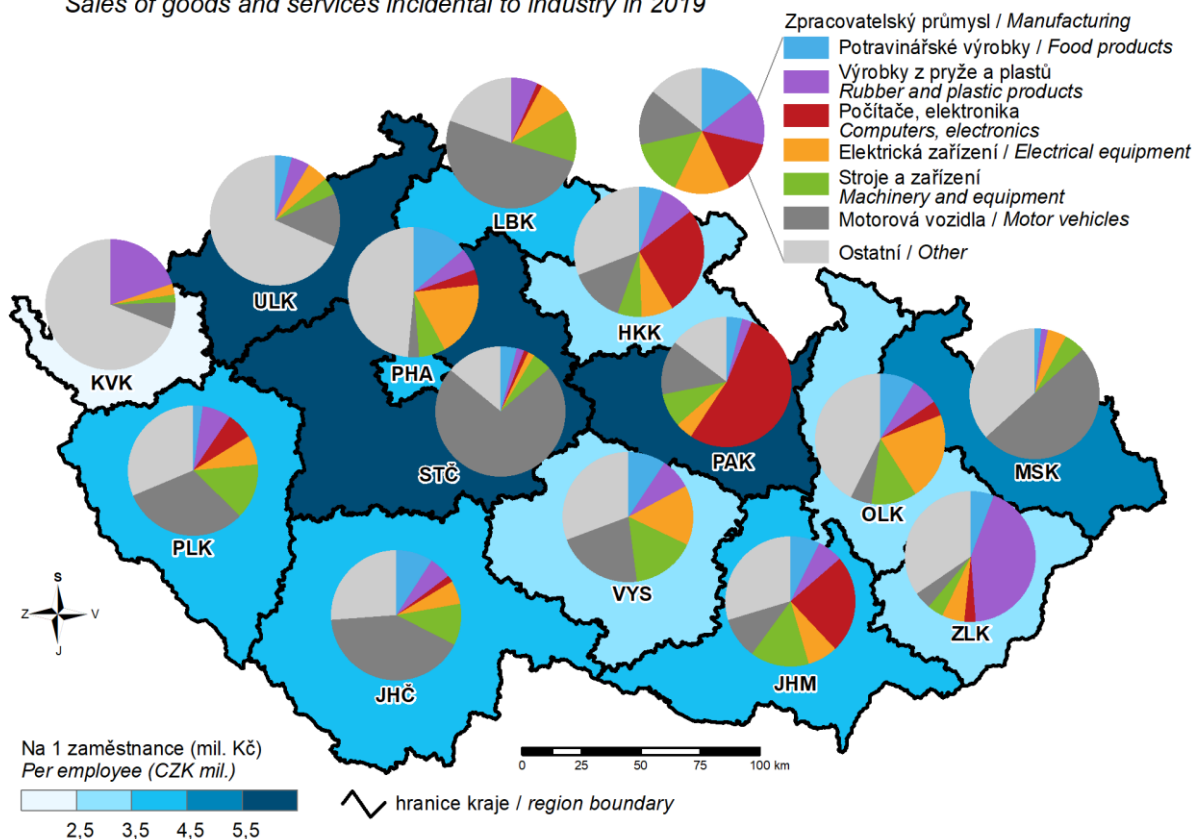 Sales of goods and services incidental to industry in 2019
Zpracovatelský průmysl / Manufacturing
Potravinářské výrobky / Food products
Výrobky z pryže a plastů
Rubber and plastic products
Počítače, elektronika
Computers, electronics
Elektrická zařízení / Electrical equipment
Stroje a zařízení
Machinery and equipment
Motorová vozidla / Motor vehicles
Ostatní / Other
LBK
ULK
HKK
KVK
PHA
STČ
PAK
MSK
OLK
PLK
VYS
ZLK
JHČ
JHM
S
Z V
J
Na 1 zaměstnance (mil. Kč)
Per employee (CZK mil.)
2,5 3,5 4,5 5,5
0 25 50 75 100 km
hranice kraje / region boundary